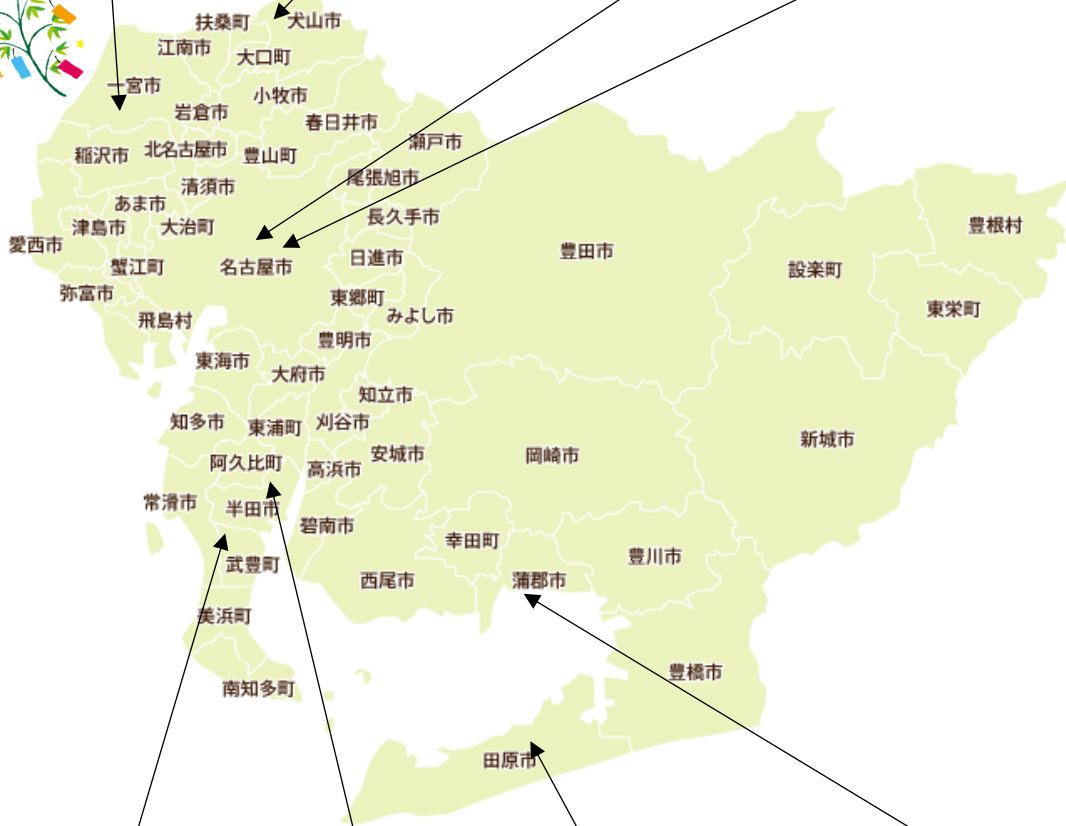 扶桑町
犬山市
江南市
大口町
一宮市
小牧市
岩倉市
春日井市
瀬戸市
稲沢市
北名古屋市
豊山町
尾張旭市
清須市
あま市
長久手市
津島市
大治町
豊根村
愛西市
豊田市
日進市
蟹江町
名古屋市
設楽町
弥富市
東郷町
東栄町
飛島村
みよし市
豊明市
東海市
大府市
知立市
知多市
東浦町
刈谷市
新城市
安城市
岡崎市
阿久比町
高浜市
常滑市
半田市
碧南市
幸田町
豊川市
武豊町
西尾市
蒲郡市
美浜町
豊橋市
南知多町
田原市